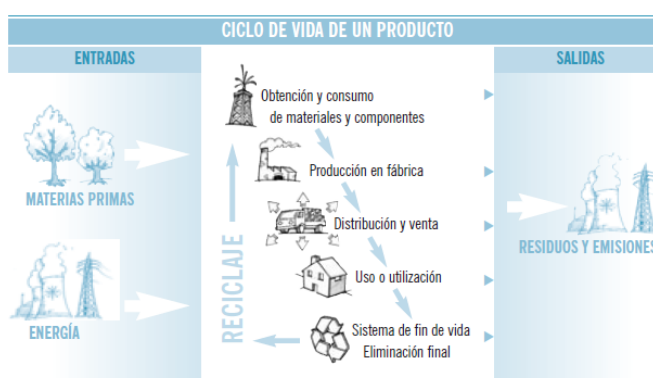 CICLO DE VIDA DE UN PRODUCTO
ENTRADAS
SALIDAS
Obtención y consumo
de materiales y componentes
Producción en fábrica
MATERIAS PRIMAS
Distribución y venta
RESIDUOS Y EMISIONES
RECICLAJE
Uso o utilización
ENERGÍA
Sistema de fin de vida
Eliminación final